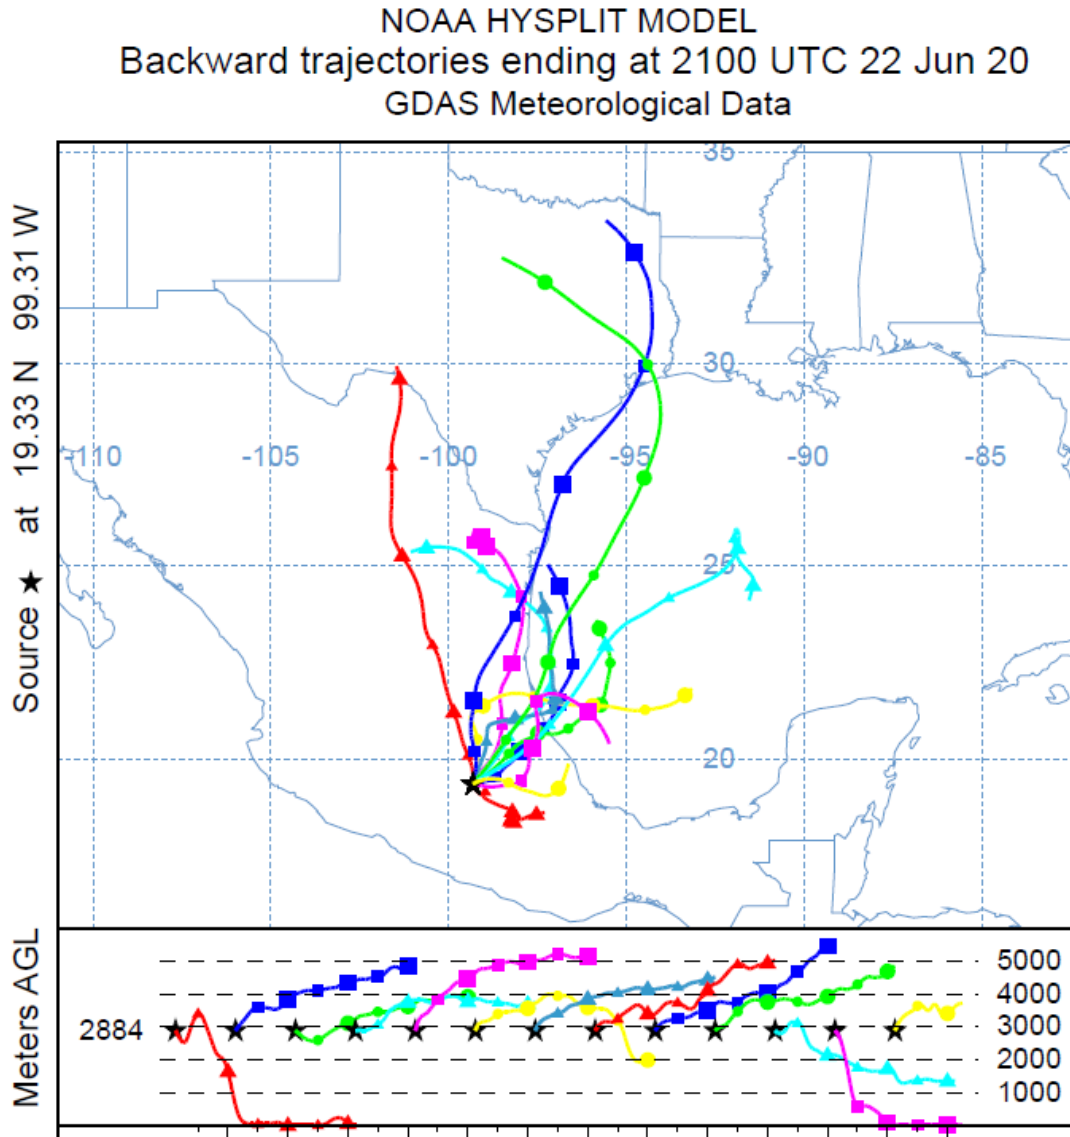 NOAA HYSPLIT MODEL
Backward trajectories ending at 2100 UTC 22 Jun 20
GDAS Meteorological Data
Source ★ at 19.33 N 99.31 W
35
30
-110 -105 -100 -95 -90 -85
25
20
Meters AGL
2884
5000
4000
3000
2000
1000